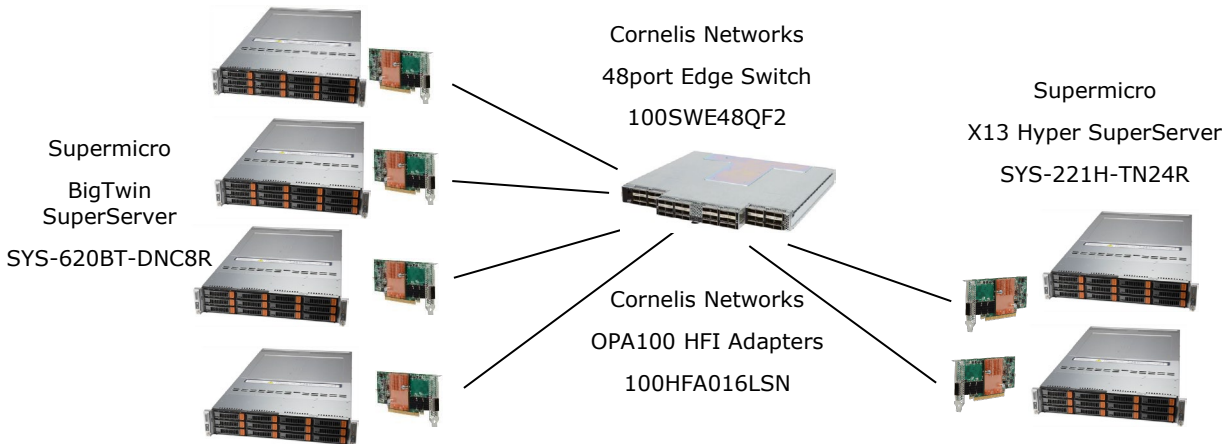 Cornelis Networks
48port Edge Switch
100SWE48QF2
Supermicro
X13 Hyper SuperServer
SYS-221H-TN24R
Supermicro
BigTwin
SuperServer
SYS-620BT-DNC8R
Cornelis Networks
OPA100 HFI Adapters
100HFA016LSN